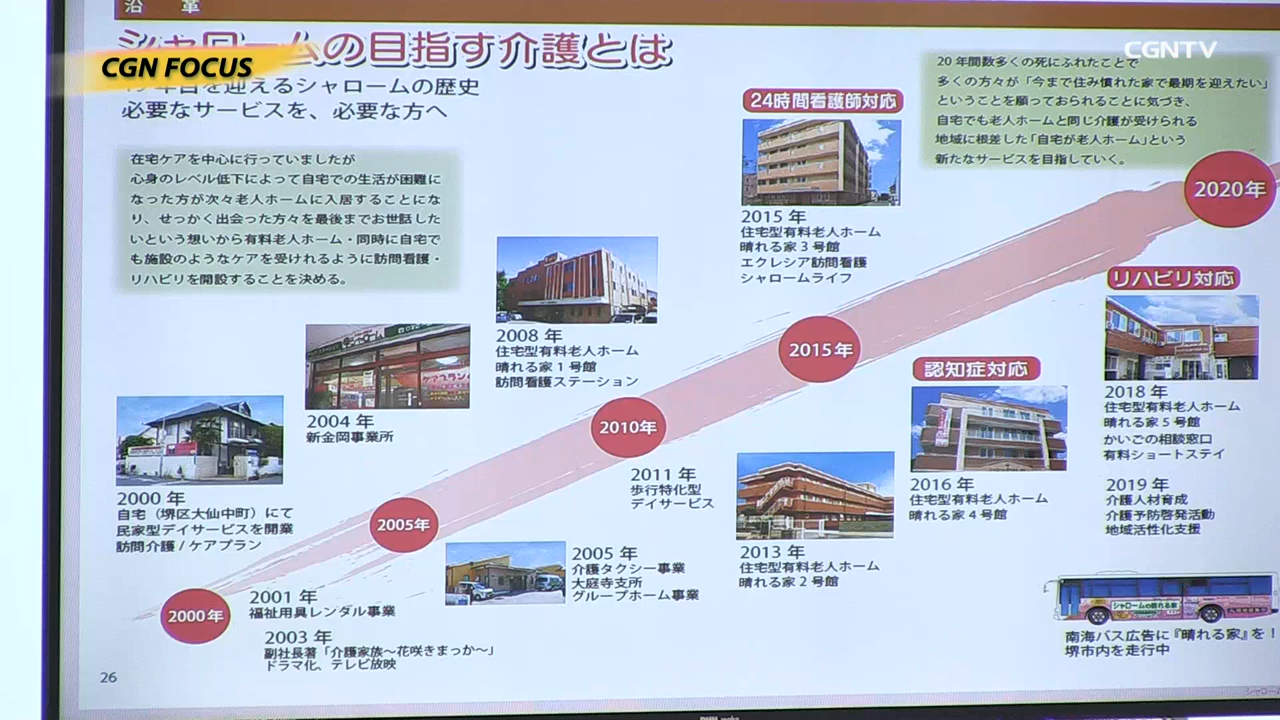 沿 革
シャロームの目指す介護とは
CGN FOCUS
年目を迎えるシャロームの歴史
必要なサービスを、必要な方へ
CGNTV
在宅ケアを中心に行っていましたが
心身のレベル低下によって自宅での生活が困難に
なった方が次々老人ホームに入居することにな
り、せっかく出会った方々を最後までお世話した
いという想いから有料老人ホーム・同時に自宅で
も施設のようなケアを受けれるように訪問看護・
リハビリを開設することを決める。
20年間数多くの死にふれたことで
多くの方々が「今まで住み慣れた家で最期を迎えたい」
ということを願っておられることに気づき、
自宅でも老人ホームと同じ介護が受けられる
地域に根差した「自宅が老人ホーム」という
新たなサービスを目指していく。
2000年
2005年
2010年
2015年
2020年
2000年
自宅（堺区大仙中町）にて
民家型デイサービスを開業
訪問介護/ケアプラン
2001年
福祉用具レンタル事業
2003年
副社長著「介護家族〜花咲きまっか〜」
ドラマ化、テレビ放映
2004年
新金岡事業所
2005年
介護タクシー事業
大庭寺支所
グループホーム事業
2008年
住宅型有料老人ホーム
晴れる家1号館
訪問看護ステーション
2011年
歩行特化型
デイサービス
2013年
住宅型有料老人ホーム
晴れる家2号館
24時間看護師対応
2015年
住宅型有料老人ホーム
晴れる家3号館
エクレシア訪問看護
シャロームライフ
認知症対応
2016年
住宅型有料老人ホーム
晴れる家4号館
リハビリ対応
2018年
住宅型有料老人ホーム
晴れる家5号館
かいごの相談窓口
有料ショートステイ
2019年
介護人材育成
介護予防啓発活動
地域活性化支援
シャロームの晴れる家
南海バス広告に『晴れる家』を！
堺市内を走行中
26